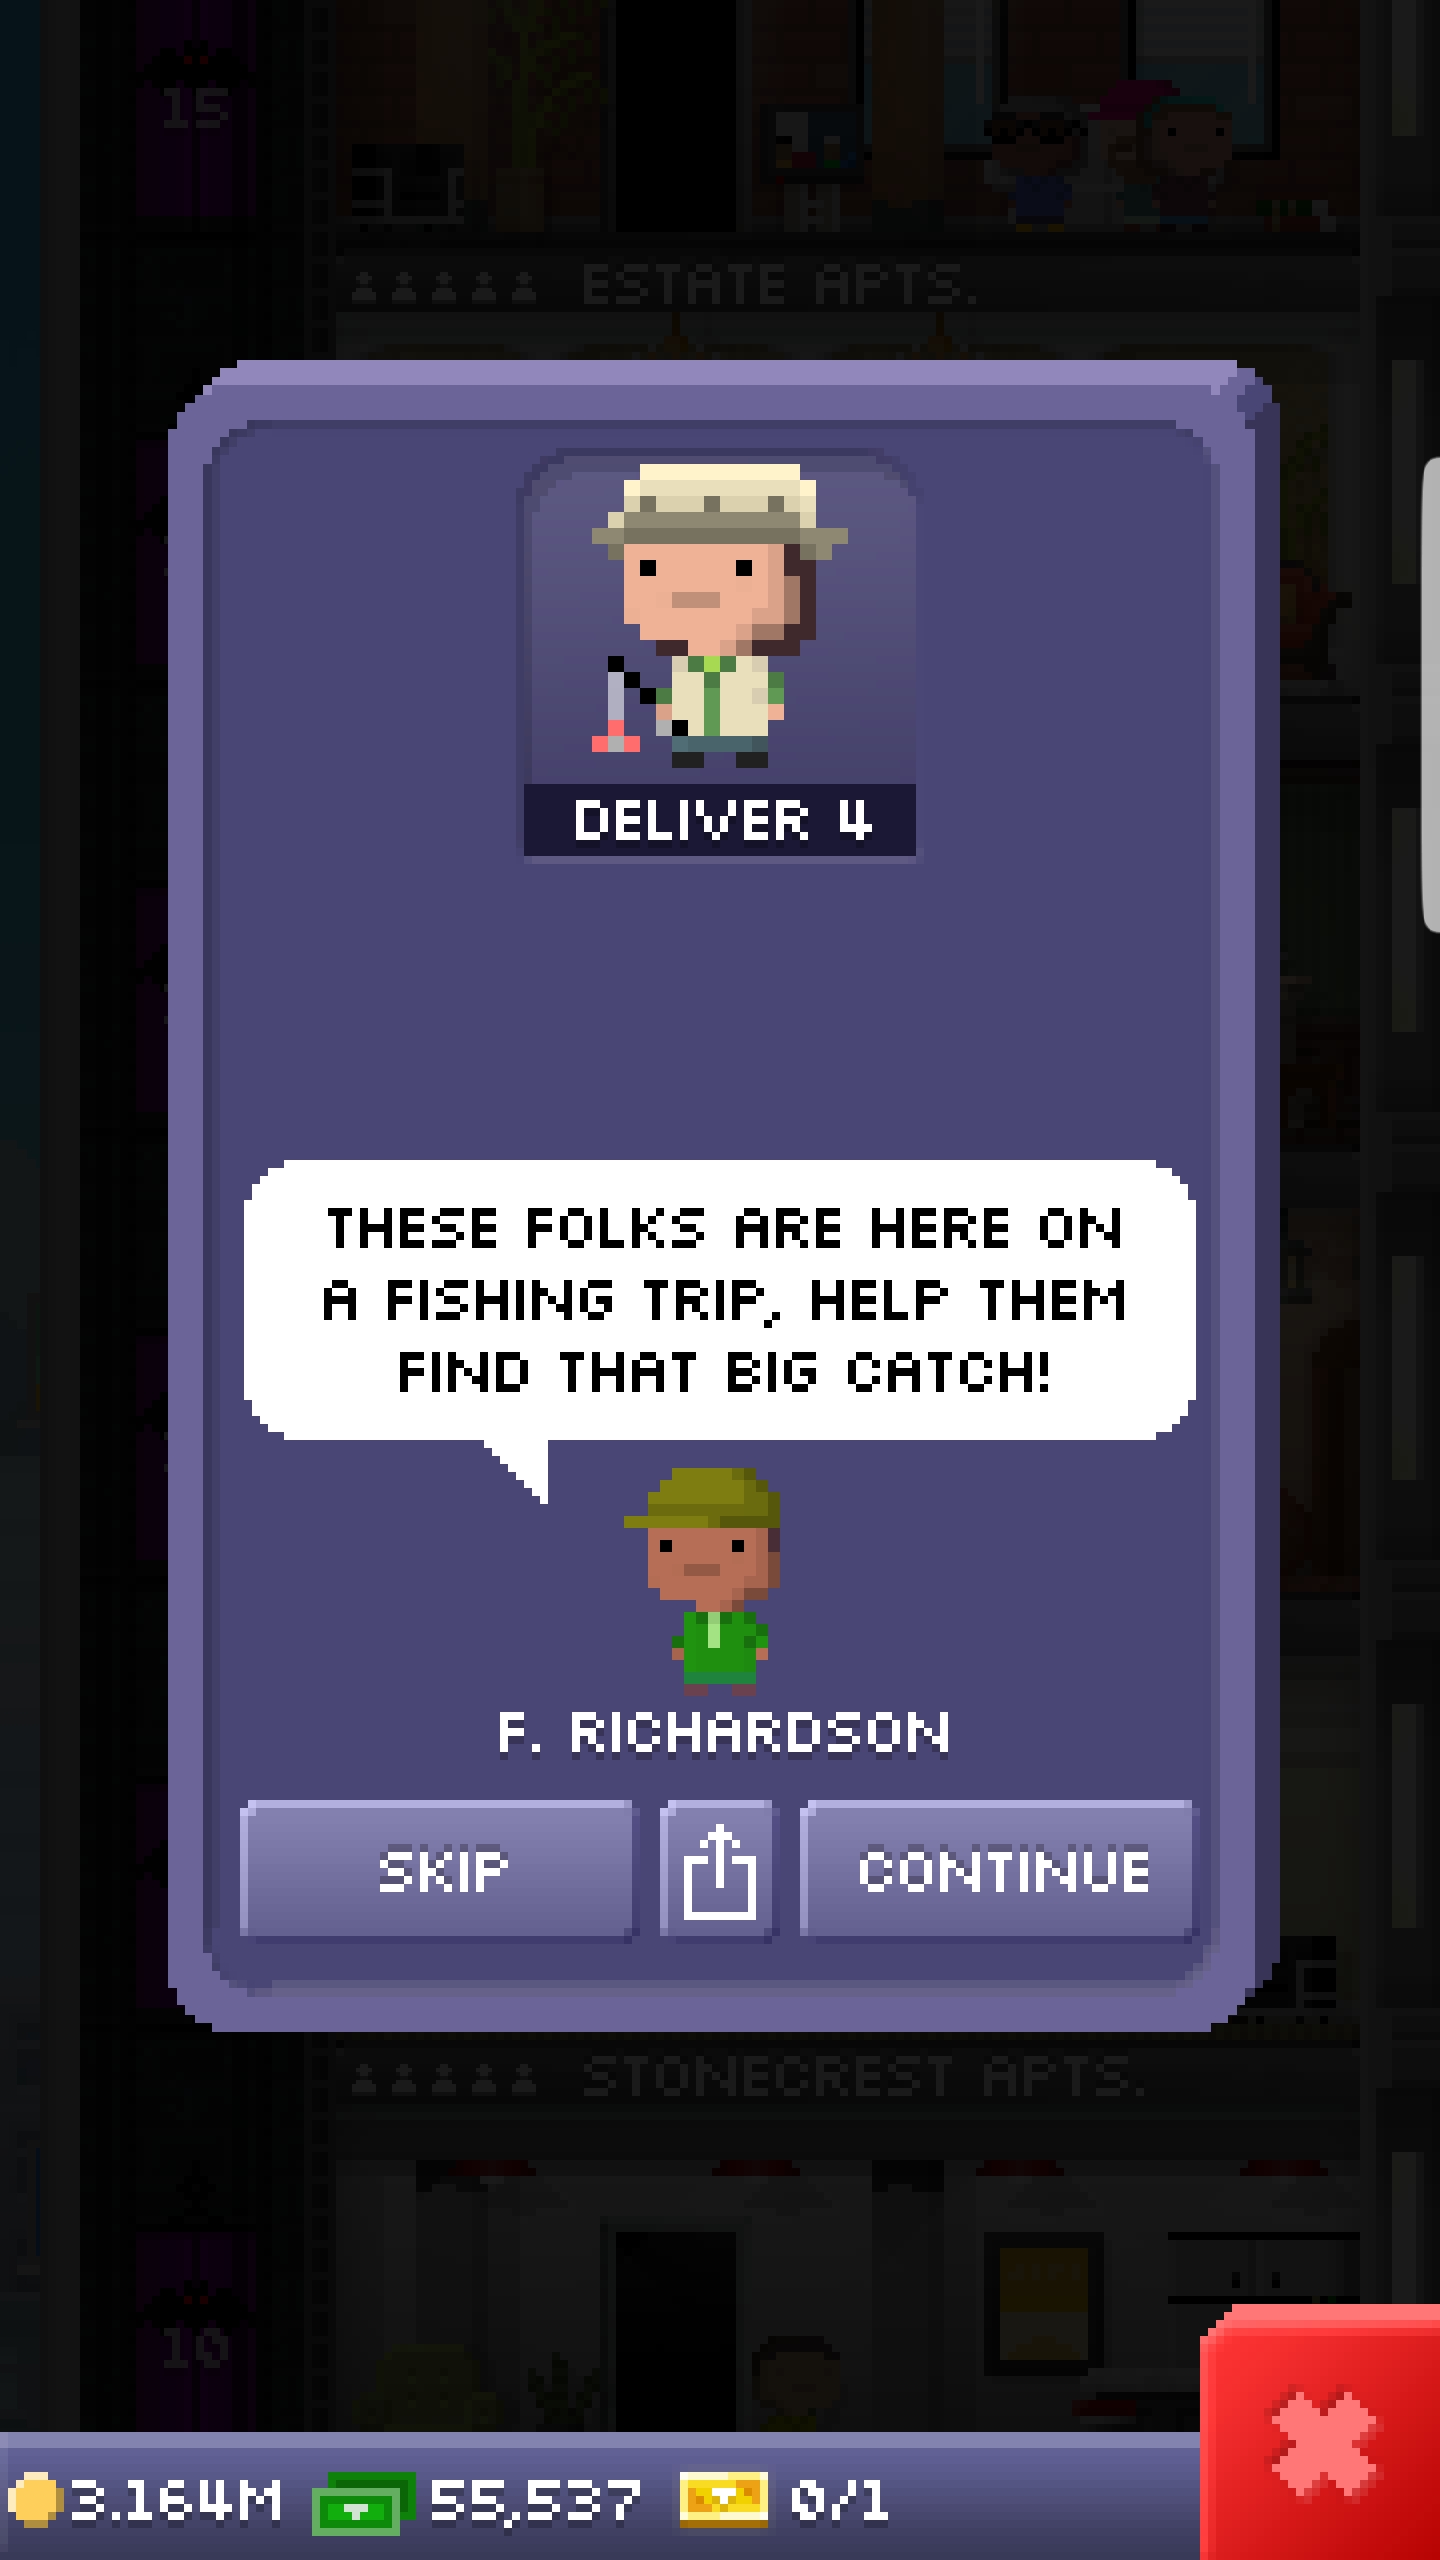 15
ESTATE APTS.
DELIVER 4
THESE FOLKS ARE HERE ON
A FISHING TRIP, HELP THEM
FIND THAT BIG CATCH!
F. RICHARDSON
SKIP
CONTINUE
STONECREST APTS.
10
3.164M
55,537
0/1